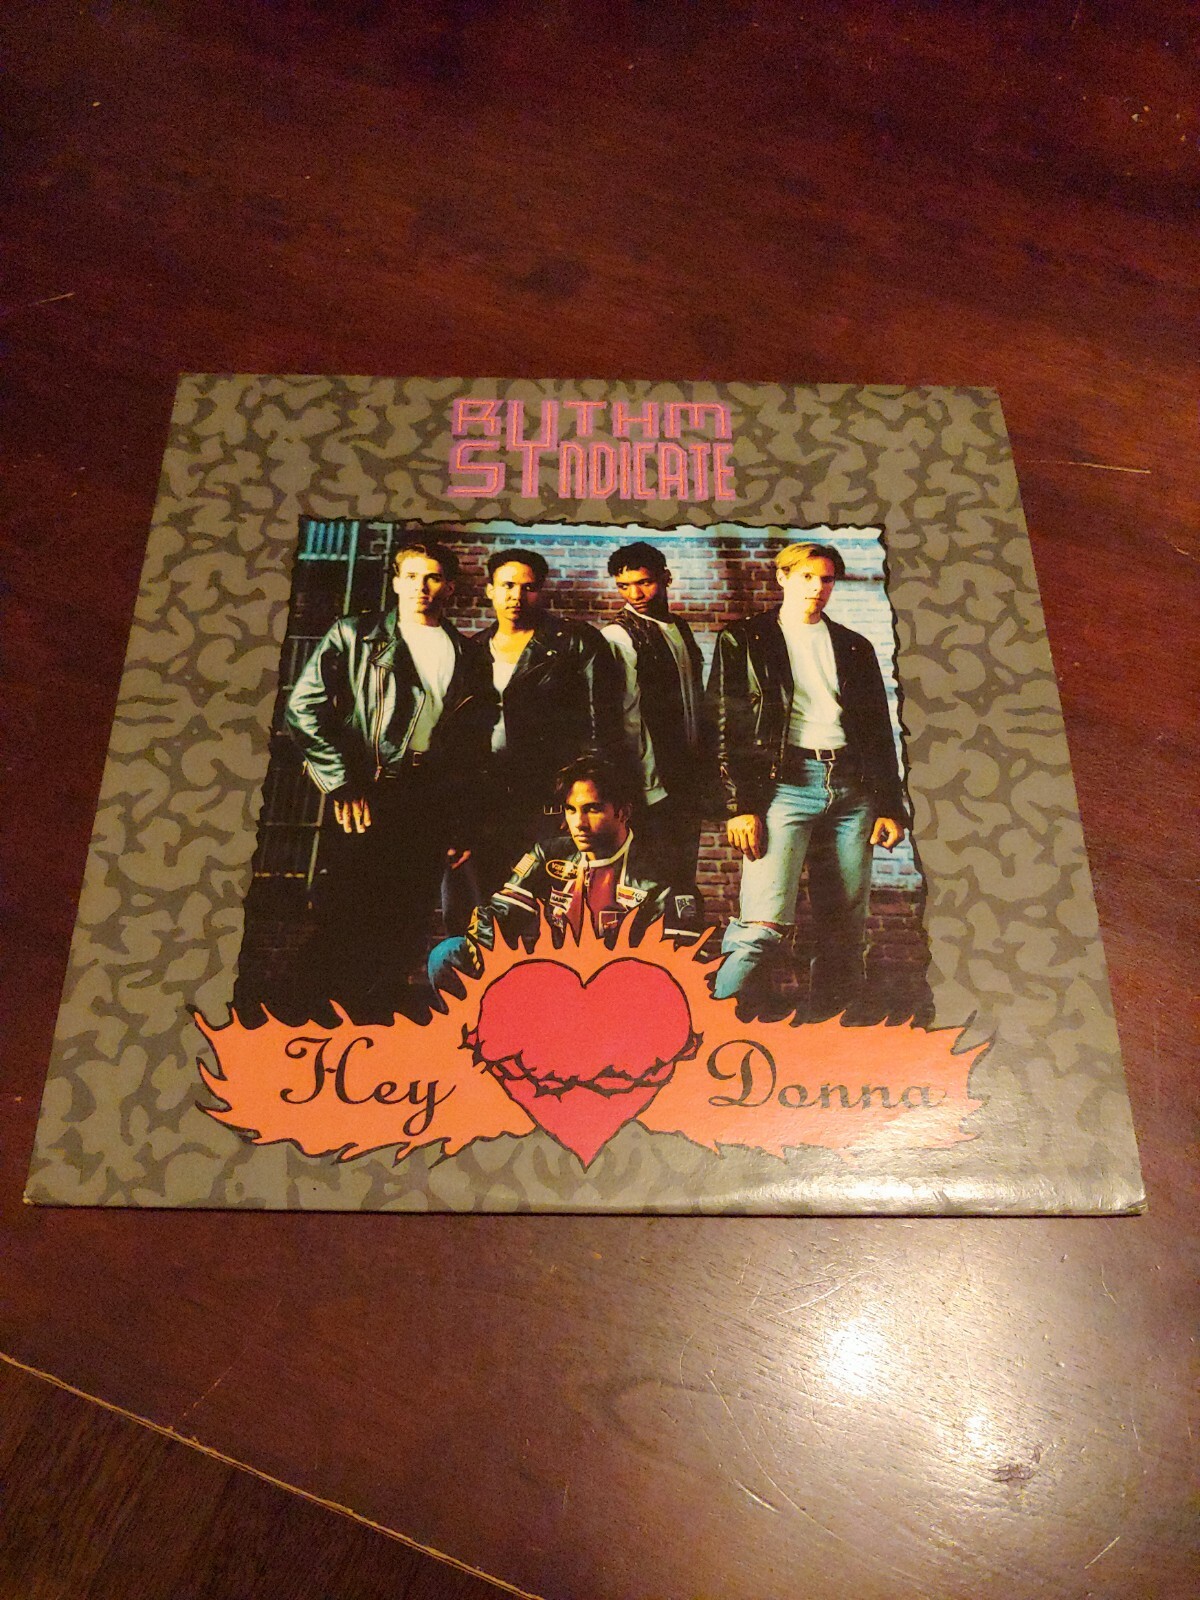 RYTHM
SYNDICATE
Hey Donna